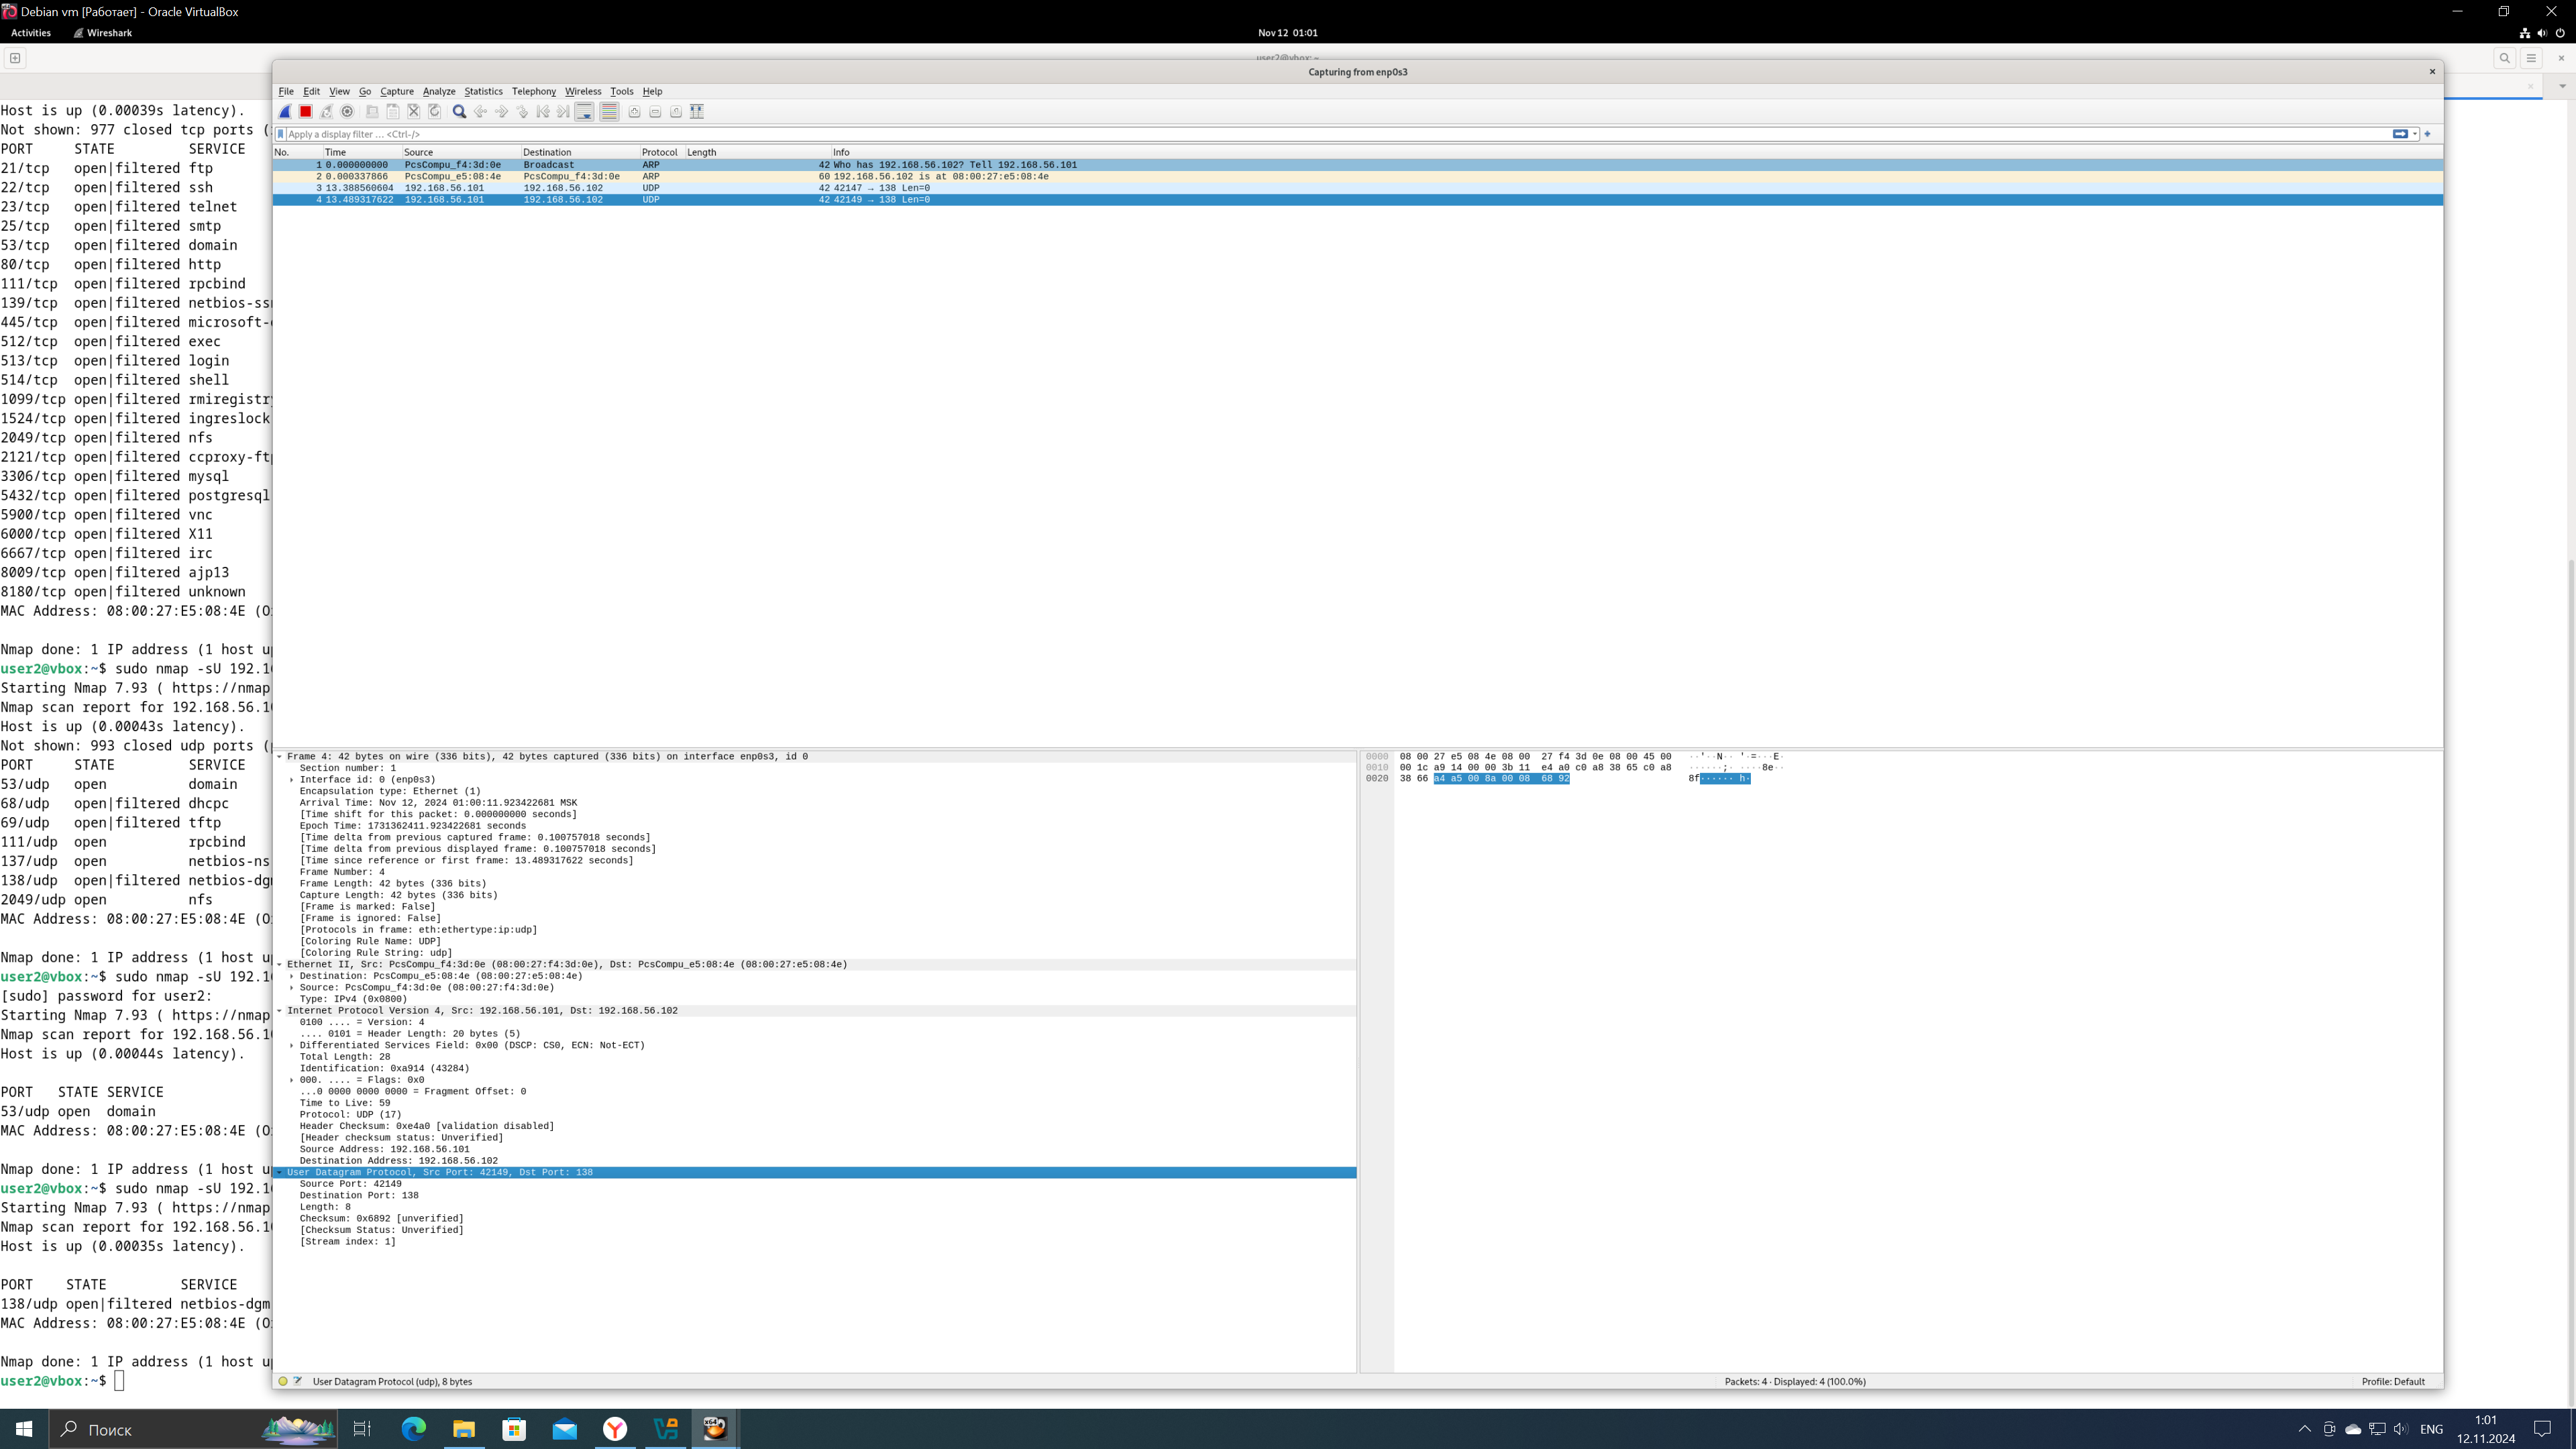 Debian vm [Работает] - Oracle VirtualBox
Activities
Wireshark
Nov 12 01:01
user2@vbox: ~
Capturing from enp0s3
File Edit View Go Capture Analyze Statistics Telephony Wireless Tools Help
Apply a display filter … <Ctrl-/>
No. Time Source Destination Protocol Length Info
1 0.000000000 PcsCompu_f4:3d:0e Broadcast ARP 42 Who has 192.168.56.102? Tell 192.168.56.101
2 0.000337866 PcsCompu_e5:08:4e PcsCompu_f4:3d:0e ARP 60 192.168.56.102 is at 08:00:27:e5:08:4e
3 13.388560604 192.168.56.101 192.168.56.102 UDP 42 42147 → 138 Len=0
4 13.489317622 192.168.56.101 192.168.56.102 UDP 42 42149 → 138 Len=0
Host is up (0.00039s latency).
Not shown: 977 closed tcp ports (
PORT STATE SERVICE
21/tcp open|filtered ftp
22/tcp open|filtered ssh
23/tcp open|filtered telnet
25/tcp open|filtered smtp
53/tcp open|filtered domain
80/tcp open|filtered http
111/tcp open|filtered rpcbind
139/tcp open|filtered netbios-ssn
445/tcp open|filtered microsoft-
512/tcp open|filtered exec
513/tcp open|filtered login
514/tcp open|filtered shell
1099/tcp open|filtered rmiregistry
1524/tcp open|filtered ingreslock
2049/tcp open|filtered nfs
2121/tcp open|filtered ccproxy-ftp
3306/tcp open|filtered mysql
5432/tcp open|filtered postgresql
5900/tcp open|filtered vnc
6000/tcp open|filtered X11
6667/tcp open|filtered irc
8009/tcp open|filtered ajp13
8180/tcp open|filtered unknown
MAC Address: 08:00:27:E5:08:4E (O
Nmap done: 1 IP address (1 host up
user2@vbox:~$ sudo nmap -sU 192.16
Starting Nmap 7.93 ( https://nmap
Nmap scan report for 192.168.56.10
Host is up (0.00043s latency).
Not shown: 993 closed udp ports (p
PORT STATE SERVICE
53/udp open domain
68/udp open|filtered dhcpc
69/udp open|filtered tftp
111/udp open rpcbind
137/udp open netbios-ns
138/udp open|filtered netbios-dgm
2049/udp open nfs
MAC Address: 08:00:27:E5:08:4E (O
Nmap done: 1 IP address (1 host up
user2@vbox:~$ sudo nmap -sU 192.16
[sudo] password for user2:
Starting Nmap 7.93 ( https://nmap
Nmap scan report for 192.168.56.10
Host is up (0.00044s latency).
PORT STATE SERVICE
53/udp open domain
MAC Address: 08:00:27:E5:08:4E (O
Nmap done: 1 IP address (1 host up
user2@vbox:~$ sudo nmap -sU 192.16
Starting Nmap 7.93 ( https://nmap
Nmap scan report for 192.168.56.10
Host is up (0.00035s latency).
PORT STATE SERVICE
138/udp open|filtered netbios-dgm
MAC Address: 08:00:27:E5:08:4E (O
Nmap done: 1 IP address (1 host up
user2@vbox:~$
Frame 4: 42 bytes on wire (336 bits), 42 bytes captured (336 bits) on interface enp0s3, id 0
Section number: 1
Interface id: 0 (enp0s3)
Encapsulation type: Ethernet (1)
Arrival Time: Nov 12, 2024 01:00:11.923422681 MSK
[Time shift for this packet: 0.000000000 seconds]
Epoch Time: 1731362411.923422681 seconds
[Time delta from previous captured frame: 0.100757018 seconds]
[Time delta from previous displayed frame: 0.100757018 seconds]
[Time since reference or first frame: 13.489317622 seconds]
Frame Number: 4
Frame Length: 42 bytes (336 bits)
Capture Length: 42 bytes (336 bits)
[Frame is marked: False]
[Frame is ignored: False]
[Protocols in frame: eth:ethertype:ip:udp]
[Coloring Rule Name: UDP]
[Coloring Rule String: udp]
Ethernet II, Src: PcsCompu_f4:3d:0e (08:00:27:f4:3d:0e), Dst: PcsCompu_e5:08:4e (08:00:27:e5:08:4e)
Destination: PcsCompu_e5:08:4e (08:00:27:e5:08:4e)
Source: PcsCompu_f4:3d:0e (08:00:27:f4:3d:0e)
Type: IPv4 (0x0800)
Internet Protocol Version 4, Src: 192.168.56.101, Dst: 192.168.56.102
0100 .... = Version: 4
.... 0101 = Header Length: 20 bytes (5)
Differentiated Services Field: 0x00 (DSCP: CS0, ECN: Not-ECT)
Total Length: 28
Identification: 0xa914 (43284)
000. .... = Flags: 0x0
...0 0000 0000 0000 = Fragment Offset: 0
Time to Live: 59
Protocol: UDP (17)
Header Checksum: 0xe4a0 [validation disabled]
[Header checksum status: Unverified]
Source Address: 192.168.56.101
Destination Address: 192.168.56.102
User Datagram Protocol, Src Port: 42149, Dst Port: 138
Source Port: 42149
Destination Port: 138
Length: 8
Checksum: 0x6892 [unverified]
[Checksum Status: Unverified]
[Stream index: 1]
0000 08 00 27 e5 08 4e 08 00 27 f4 3d 0e 08 00 45 00 ··'··N·· '·=···E·
0010 00 1c a9 14 00 00 3b 11 e4 a0 c0 a8 38 65 c0 a8 ······;· ····8e··
0020 38 66 a4 a5 00 8a 00 08 68 92 8f······ h·
User Datagram Protocol (udp), 8 bytes
Packets: 4 · Displayed: 4 (100.0%)
Profile: Default
Поиск
ENG
1:01
12.11.2024